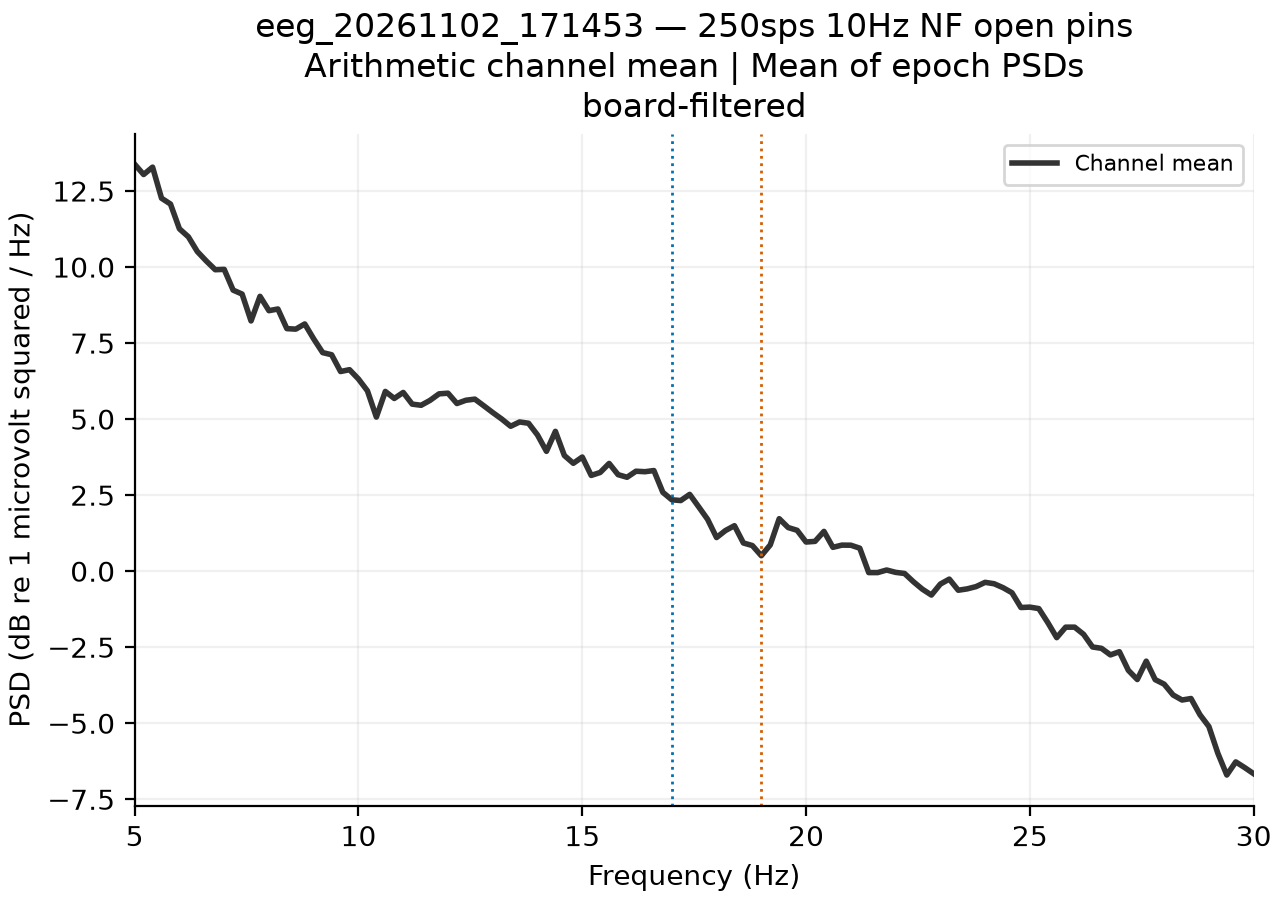 eeg_20261102_171453 — 250sps 10Hz NF open pins
Arithmetic channel mean | Mean of epoch PSDs
board-filtered
Channel mean
PSD (dB re 1 microvolt squared / Hz)
12.5
10.0
7.5
5.0
2.5
0.0
−2.5
−5.0
−7.5
5
10
15
20
25
30
Frequency (Hz)